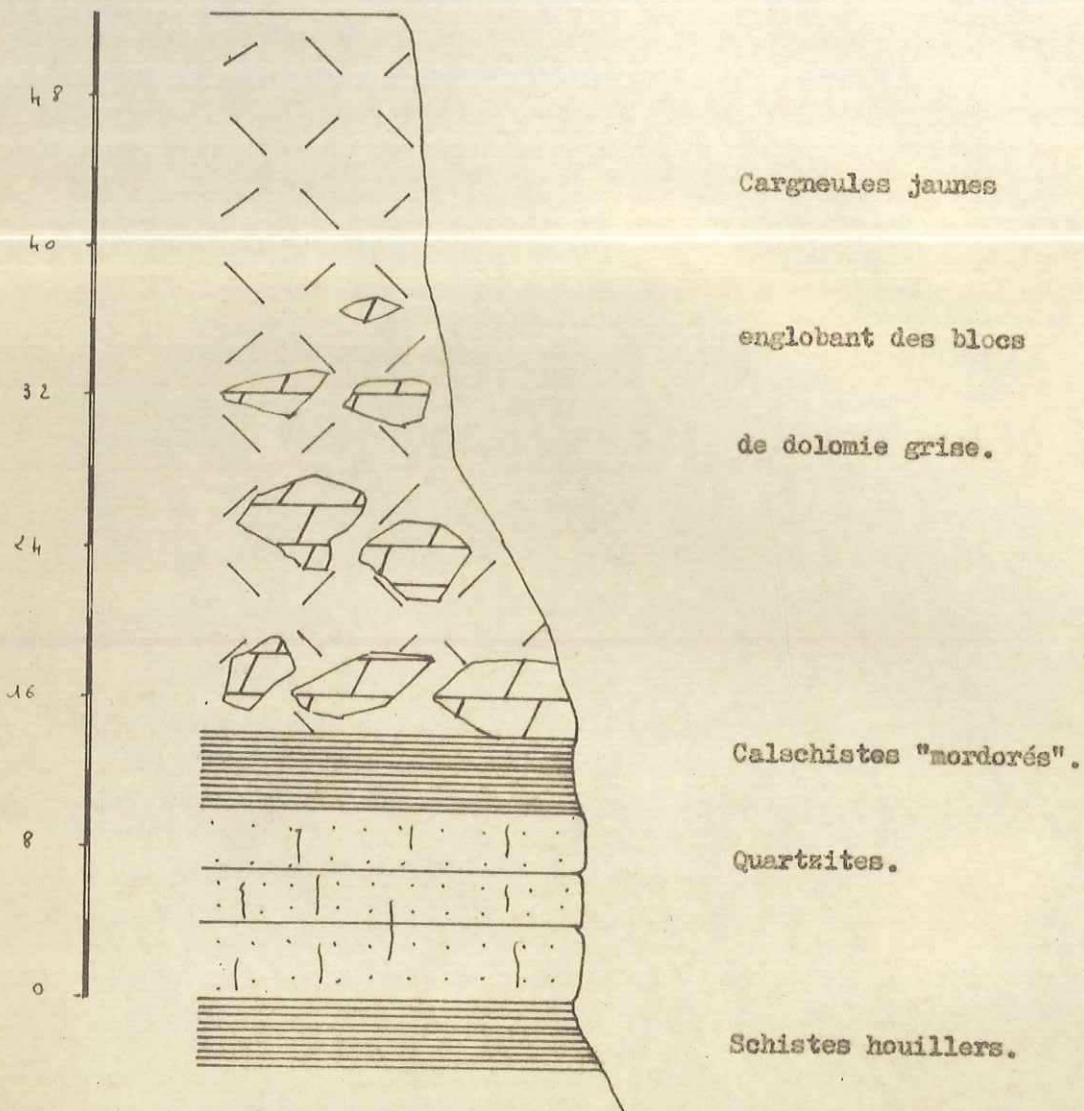 48
Cargneules jaunes
40
englobant des blocs
32
de dolomie grise.
24
16
Calschistes "mordorés".
8
Quartzites.
0
Schistes houillers.